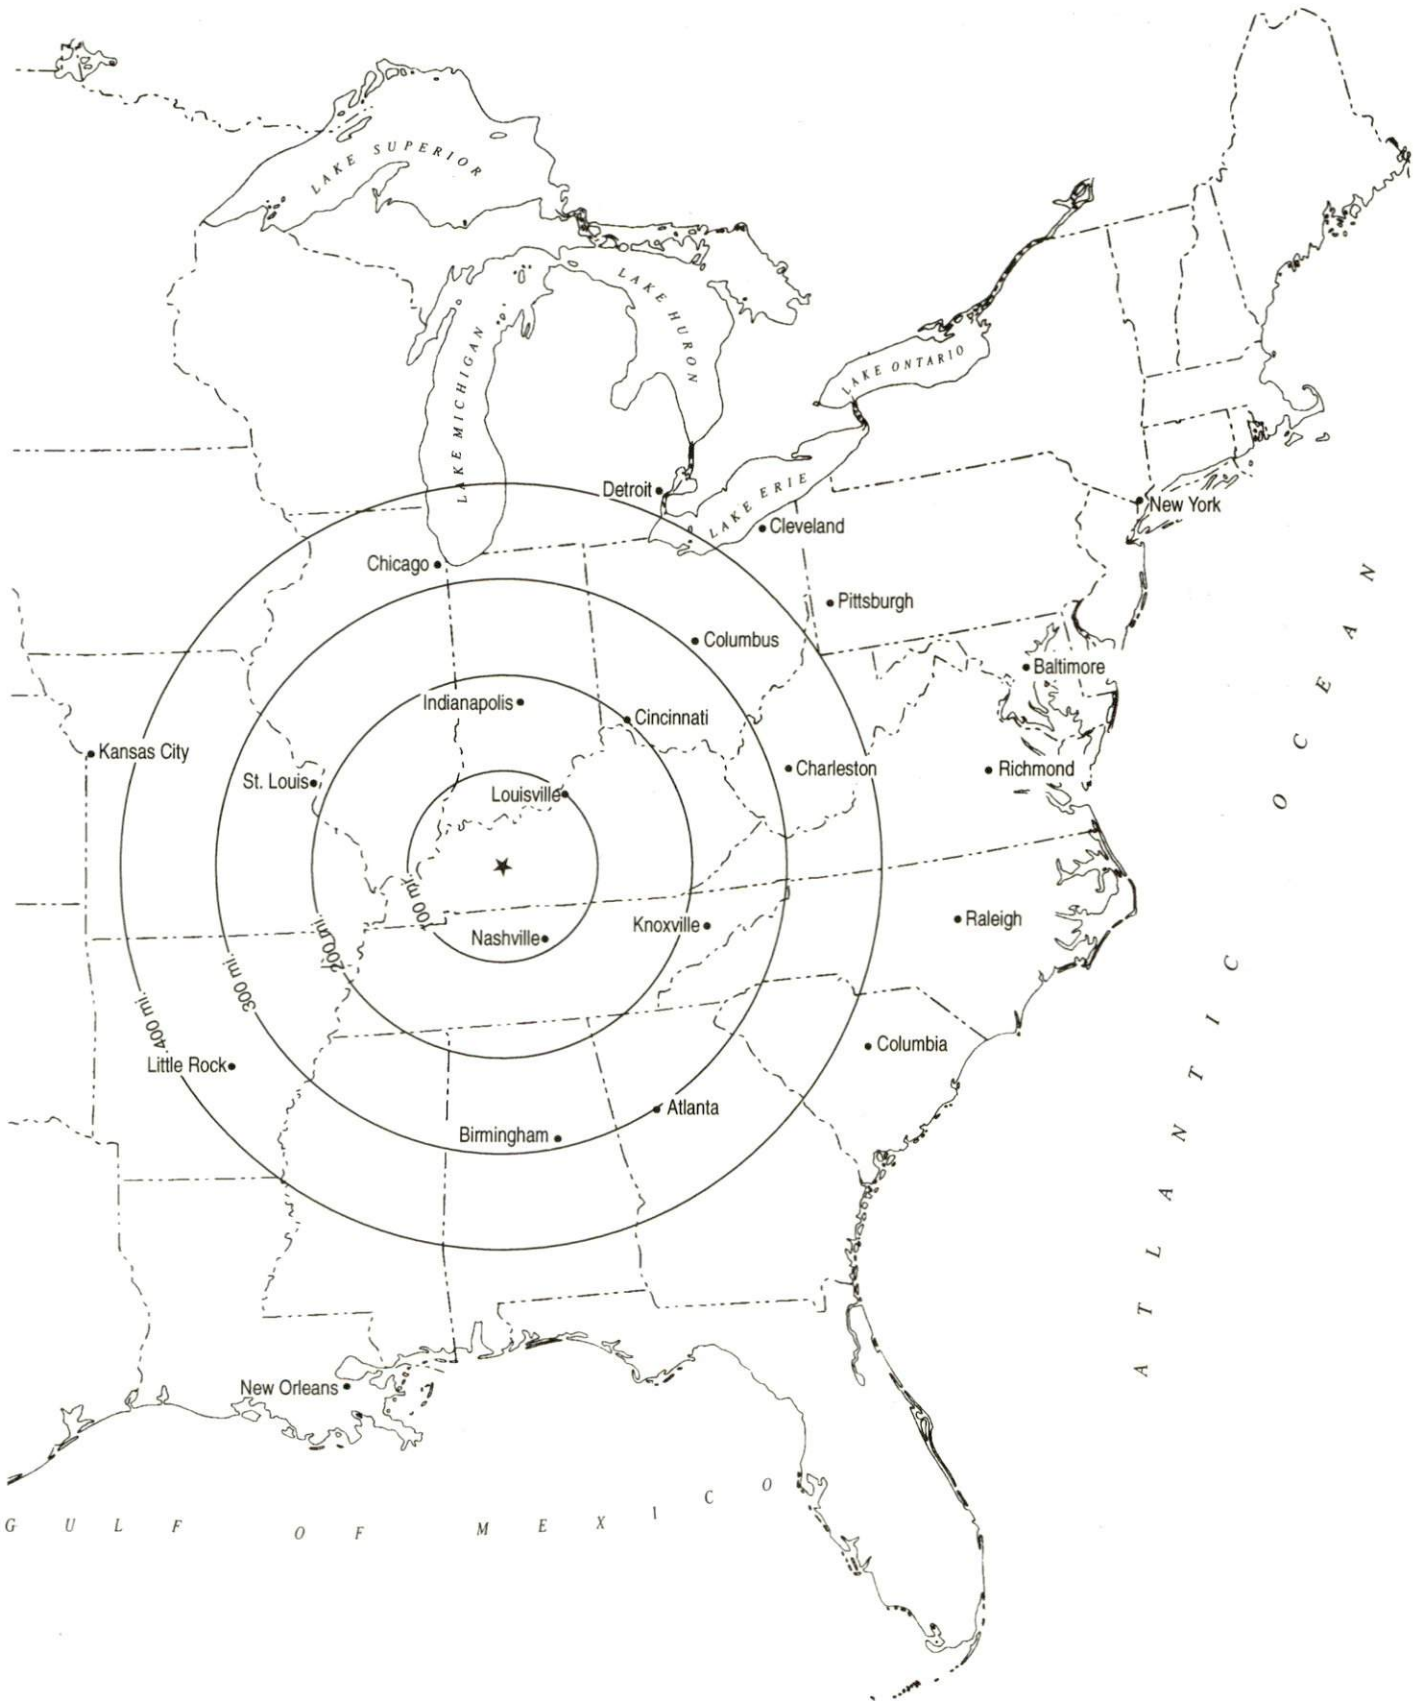 LAKE SUPERIOR
LAKE HURON
LAKE MICHIGAN
LAKE ONTARIO
LAKE ERIE
Detroit
New York
Cleveland
Chicago
Pittsburgh
Columbus
Baltimore
Indianapolis
Cincinnati
Kansas City
St. Louis
Charleston
Richmond
Louisville
100 mi.
200 mi.
300 mi.
400 mi.
Knoxville
Raleigh
Nashville
Columbia
Little Rock
Atlanta
Birmingham
New Orleans
ATLANTIC OCEAN
GULF OF MEXICO